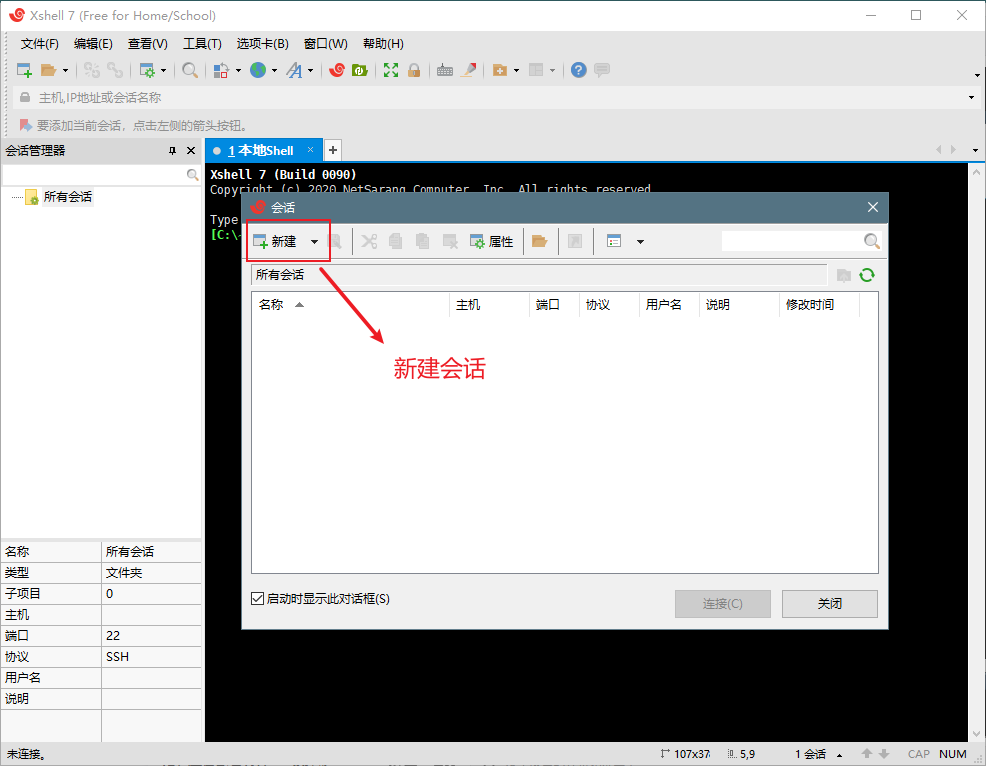 Xshell 7 (Free for Home/School)
文件(F) 编辑(E) 查看(V) 工具(T) 选项卡(B) 窗口(W) 帮助(H)
主机,IP地址或会话名称
要添加当前会话，点击左侧的箭头按钮。
会话管理器
1 本地Shell
所有会话
Xshell 7 (Build 0090)
Copyright (c) 2020 NetSarang Computer, Inc. All rights reserved.
Type
[C:\~
会话
新建
属性
所有会话
名称 主机 端口 协议 用户名 说明 修改时间
新建会话
启动时显示此对话框(S)
连接(C) 关闭
名称 所有会话
类型 文件夹
子项目 0
主机
端口 22
协议 SSH
用户名
说明
未连接。
107x37 5,9 1 会话 CAP NUM